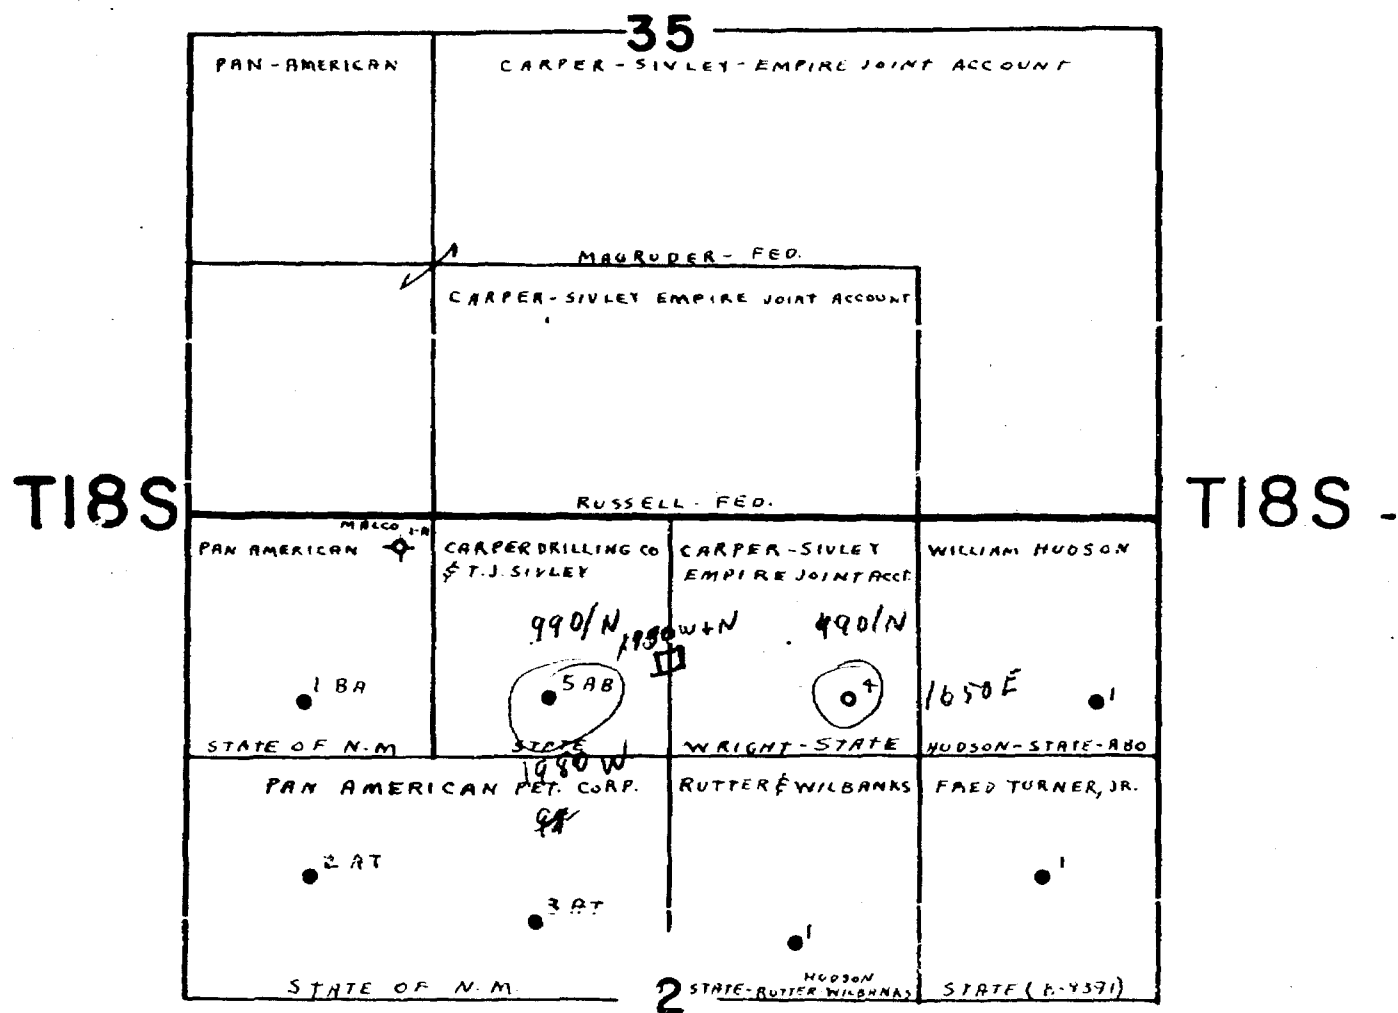 35
PAN-AMERICAN
CARPER-SIVLEY-EMPIRE JOINT ACCOUNT
MAGRUDER- FED.
CARPER-SIVLEY EMPIRE JOINT ACCOUNT
T18S
T18S -
RUSSELL - FED.
MALCO 1-A
PAN AMERICAN
CARPER DRILLING CO
& T.J. SIVLEY
CARPER-SIVLEY
EMPIRE JOINT ACCT.
WILLIAM HUDSON
990/N
W+N
990/N
1 BA
5 AB
4
1650 E
1
STATE OF N.M
STATE
WRIGHT-STATE
HUDSON-STATE-ABO
1980 W
PAN AMERICAN PET. CORP.
RUTTER & WILBANKS
FRED TURNER, JR.
2 AT
3 AT
1
1
STATE OF N.M.
2
HUDSON
STATE-RUTTER-WILBANKS
STATE